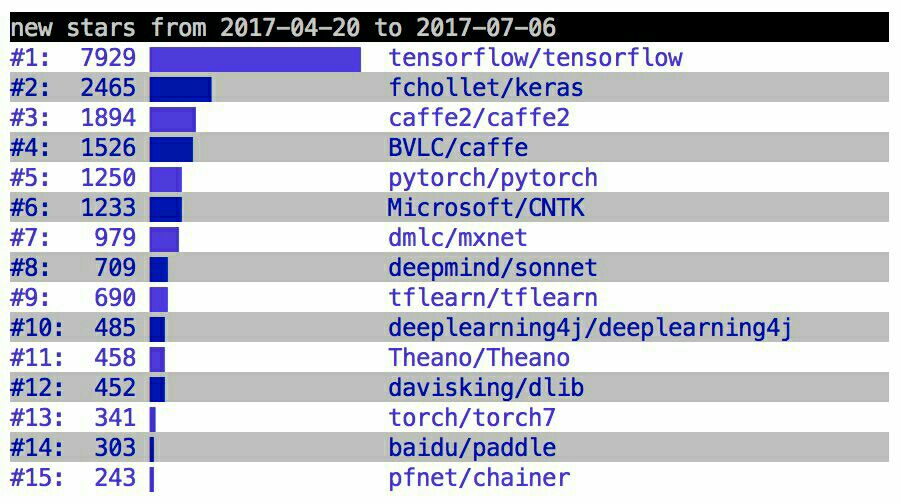 new stars from 2017-04-20 to 2017-07-06
#1: 7929 tensorflow/tensorflow
#2: 2465 fchollet/keras
#3: 1894 caffe2/caffe2
#4: 1526 BVLC/caffe
#5: 1250 pytorch/pytorch
#6: 1233 Microsoft/CNTK
#7: 979 dmlc/mxnet
#8: 709 deepmind/sonnet
#9: 690 tflearn/tflearn
#10: 485 deeplearning4j/deeplearning4j
#11: 458 Theano/Theano
#12: 452 davisking/dlib
#13: 341 torch/torch7
#14: 303 baidu/paddle
#15: 243 pfnet/chainer